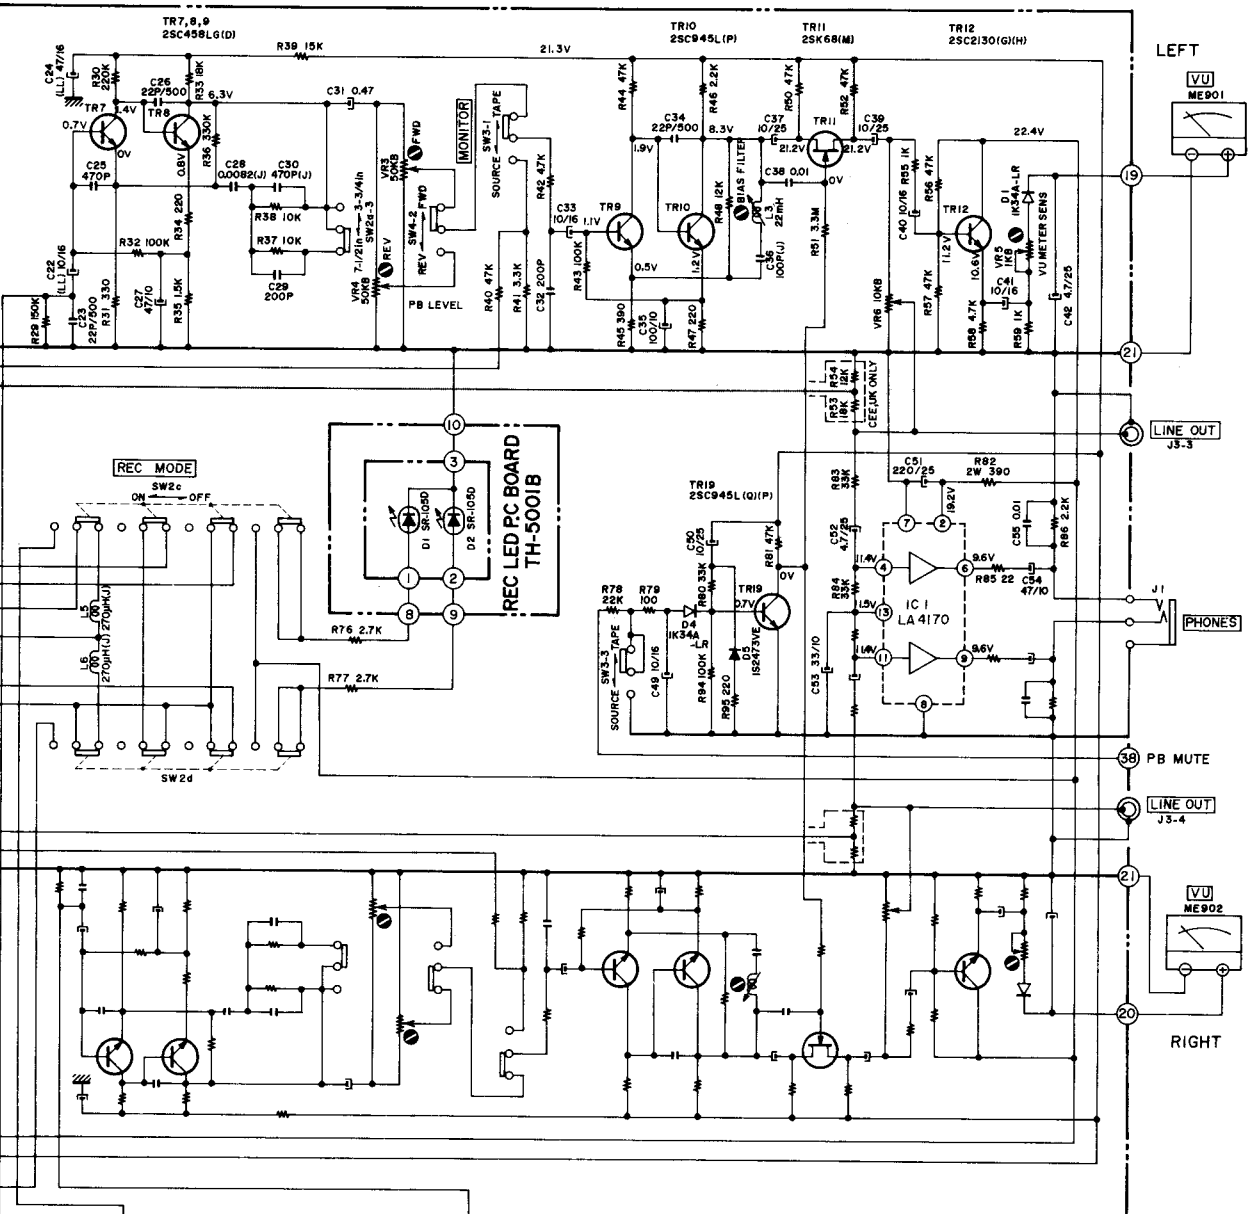 TR7,8,9
2SC458LG(D)
TR10
2SC945L(P)
TR11
2SK68(M)
TR12
2SC2130(G)(H)
LEFT
VU
ME901
C24
(LL) 47/16
R30
220K
C26
22P/500
R33 18K
R39 15K
21.3V
6.3V
C31 0.47
TR7
1.4V
TR8
0.7V
0V
0.8V
R36 330K
C25
470P
C28
0.0082(J)
C30
470P(J)
R38 10K
R37 10K
C29
200P
3-3/4in
7-1/2in
SW2d-3
R34 220
R32 100K
C22
(LL) 10/16
C27
47/10
R35 1.5K
R31 330
C23
22P/500
R29 150K
FWD
VR3
50KB
REV
VR4
50KB
SW4-2
FWD
REV
PB LEVEL
MONITOR
SW3-1
TAPE
SOURCE
R42 4.7K
C33
10/16
1.1V
R43 100K
R40 47K
R41 3.3K
C32 200P
R44 47K
R46 2.2K
C34
22P/500
8.3V
1.9V
TR9
TR10
0.5V
1.2V
R45 390
C35
100/10
R47 220
R48 12K
BIAS FILTER
L3
22mH
C36
100P(J)
C37
10/25
R50 47K
TR11
R52 47K
C39
10/25
21.2V
21.2V
C38 0.01
0V
R51 3.3M
R55 1K
R56 47K
C40 10/16
VR6 10KB
R57 47K
11.2V
TR12
10.6V
R58 4.7K
C41
10/16
R59 1K
22.4V
D1
1K34A-LR
VR5
1KB
VU METER SENS
C42 4.7/25
19
21
R54
12K
R53
18K
CEE,UK ONLY
LINE OUT
J3-3
REC MODE
SW2c
ON
OFF
L5
270μH(J)
L6
270μH(J)
SW2d
R76 2.7K
R77 2.7K
10
3
D1 SR-105D
D2 SR-105D
1
2
8
9
REC LED P.C BOARD
TH-5001B
TR19
2SC945L(Q)(P)
C50
10/25
R81 47K
0V
R80 33K
R78
22K
R79
100
D4
1K34A
-LR
0.7V
TR19
D5
1S2473VE
SW3-3
TAPE
SOURCE
C49 10/16
R94 100K
R95 220
R83
33K
C52
4.7/25
R84
33K
C53 33/10
C51
220/25
R82
2W 390
19.2V
7
2
11.4V
4
1.5V
13
11.4V
11
IC1
LA4170
6
9.6V
R85 22
C54
47/10
9
9.6V
8
C55 0.01
R86 2.2K
J1
PHONES
38
PB MUTE
LINE OUT
J3-4
21
VU
ME902
20
RIGHT